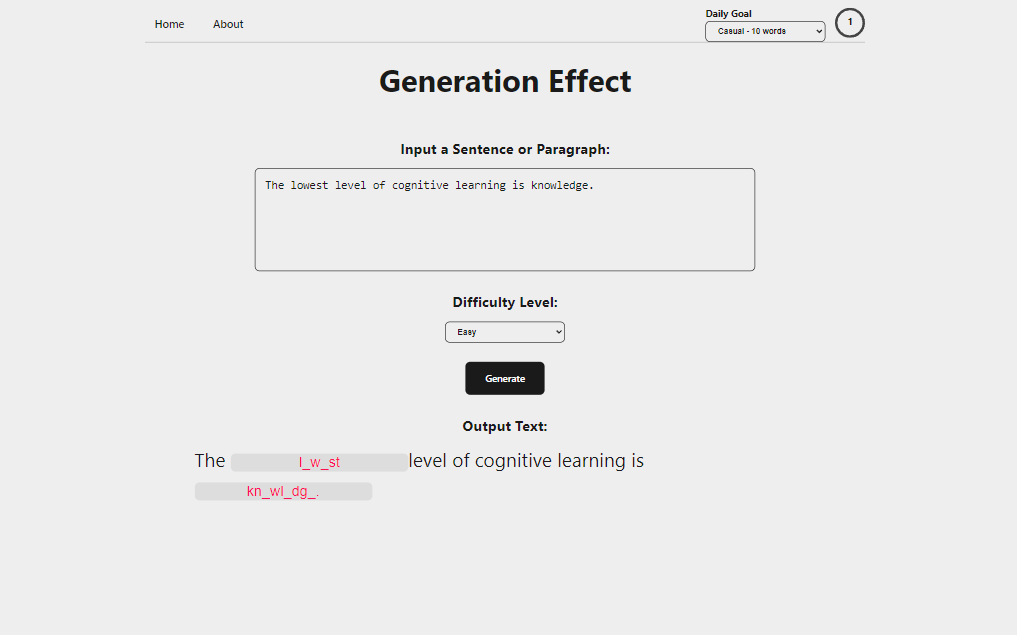 Home About
Daily Goal
Casual - 10 words
1
Generation Effect
Input a Sentence or Paragraph:
The lowest level of cognitive learning is knowledge.
Difficulty Level:
Easy
Generate
Output Text:
The l_w_st level of cognitive learning is
kn_wl_dg_.